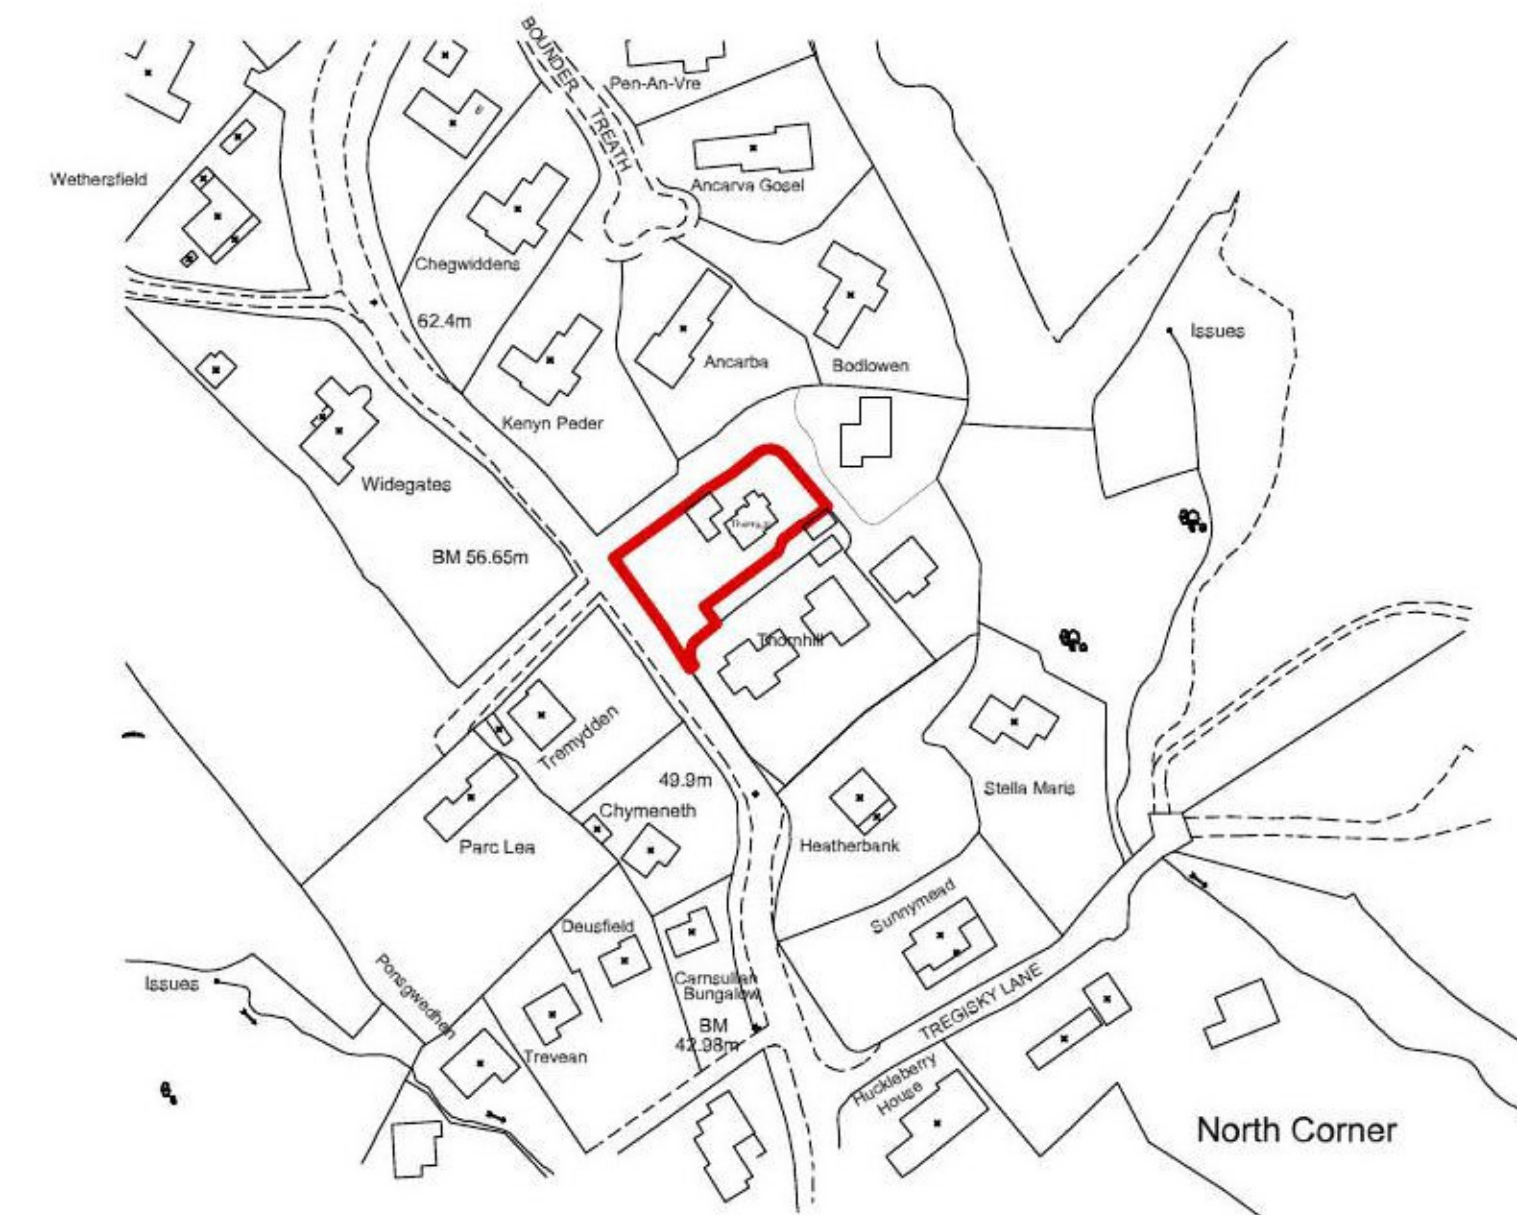 BOUNDER
TREATH
Pen-An-Vre
Wethersfield
Ancarva Gosel
Chegwiddens
62.4m
Issues
Ancarba
Bodlowen
Kenyn Peder
Widegates
BM 56.65m
Thornhill
Tremydden
49.9m
Stella Maris
Chymeneth
Parc Lea
Heatherbank
Sunnymead
Deusfield
Ponsgwedhen
Issues
Carnsullan
Bungalow
TREGISKY LANE
BM
42.98m
Trevean
Huckleberry
House
North Corner